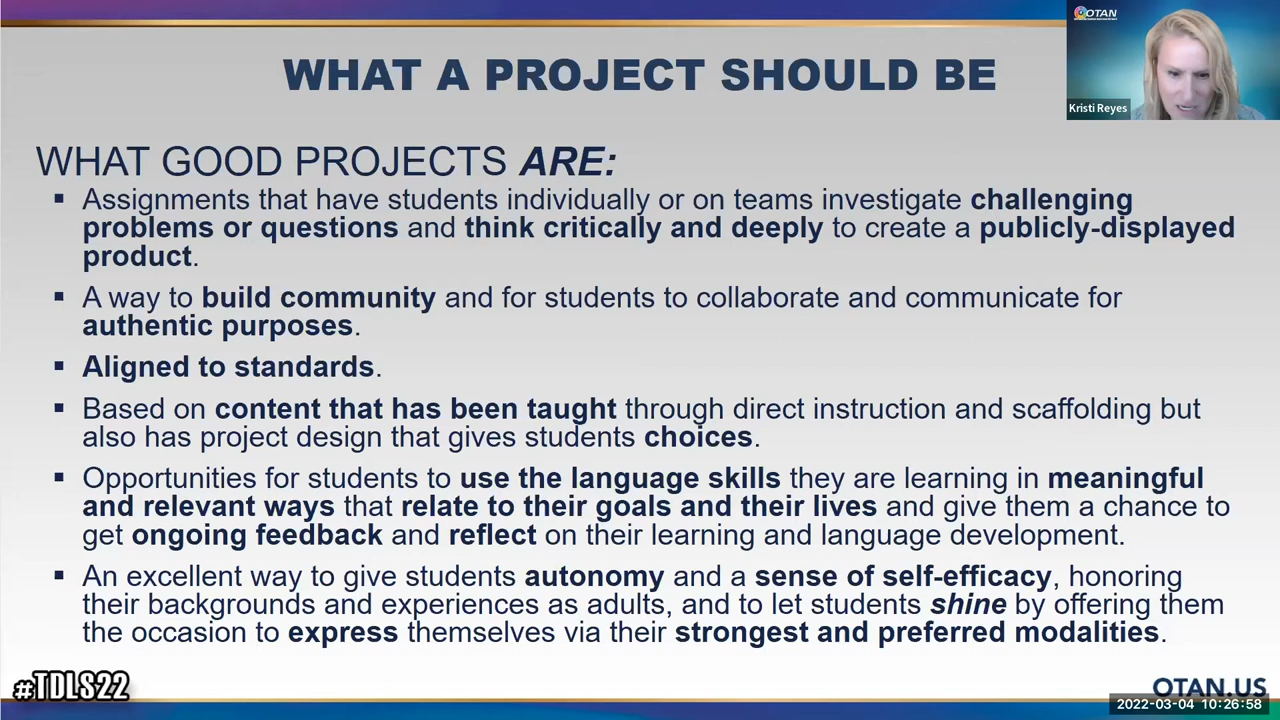 OTAN
Kristi Reyes
WHAT A PROJECT SHOULD BE
WHAT GOOD PROJECTS ARE:
▪ Assignments that have students individually or on teams investigate challenging
problems or questions and think critically and deeply to create a publicly-displayed
product.
▪ A way to build community and for students to collaborate and communicate for
authentic purposes.
▪ Aligned to standards.
▪ Based on content that has been taught through direct instruction and scaffolding but
also has project design that gives students choices.
▪ Opportunities for students to use the language skills they are learning in meaningful
and relevant ways that relate to their goals and their lives and give them a chance to
get ongoing feedback and reflect on their learning and language development.
▪ An excellent way to give students autonomy and a sense of self-efficacy, honoring
their backgrounds and experiences as adults, and to let students shine by offering them
the occasion to express themselves via their strongest and preferred modalities.
#TDLS22
OTAN.US
2022-03-04 10:26:58